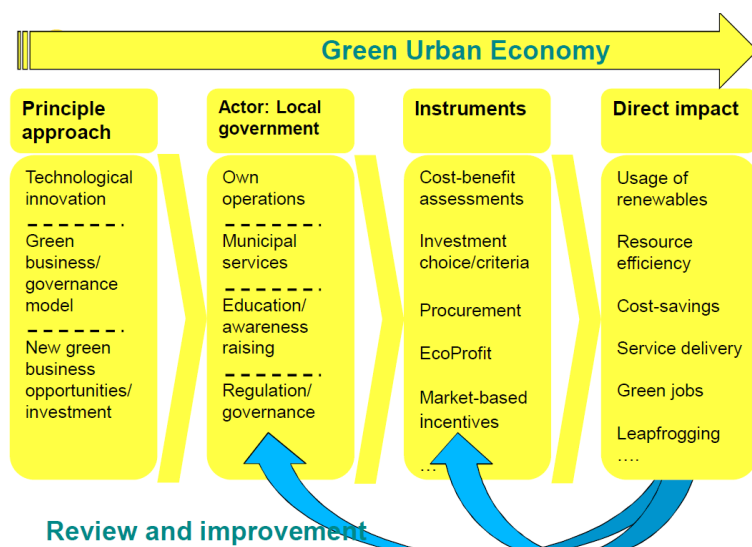 Green Urban Economy
Principle
approach
Technological
innovation
Green
business/
governance
model
New green
business
opportunities/
investment
Actor: Local
government
Own
operations
Municipal
services
Education/
awareness
raising
Regulation/
governance
Instruments
Cost-benefit
assessments
Investment
choice/criteria
Procurement
EcoProfit
Market-based
incentives
...
Direct impact
Usage of
renewables
Resource
efficiency
Cost-savings
Service delivery
Green jobs
Leapfrogging
....
Review and improvement